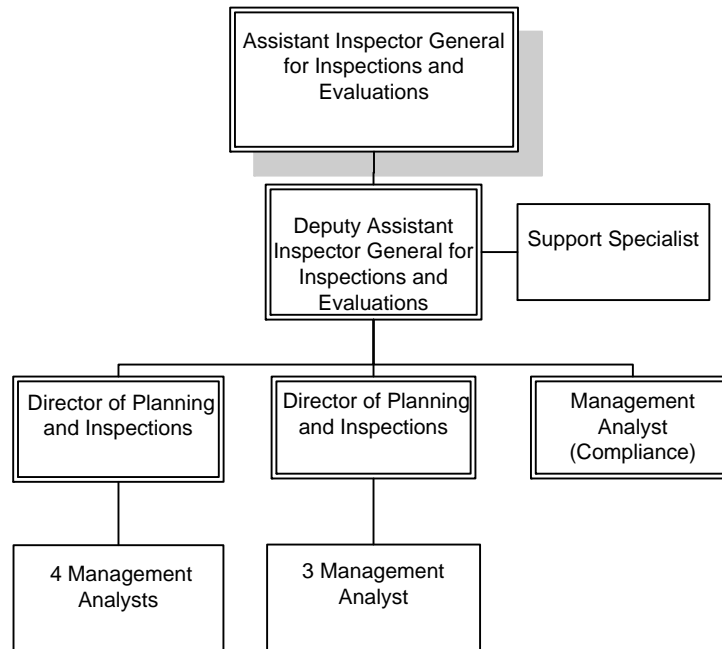 Assistant Inspector General
for Inspections and
Evaluations
Deputy Assistant
Inspector General for
Inspections and
Evaluations
Support Specialist
Director of Planning
and Inspections
Director of Planning
and Inspections
Management
Analyst
(Compliance)
4 Management
Analysts
3 Management
Analyst